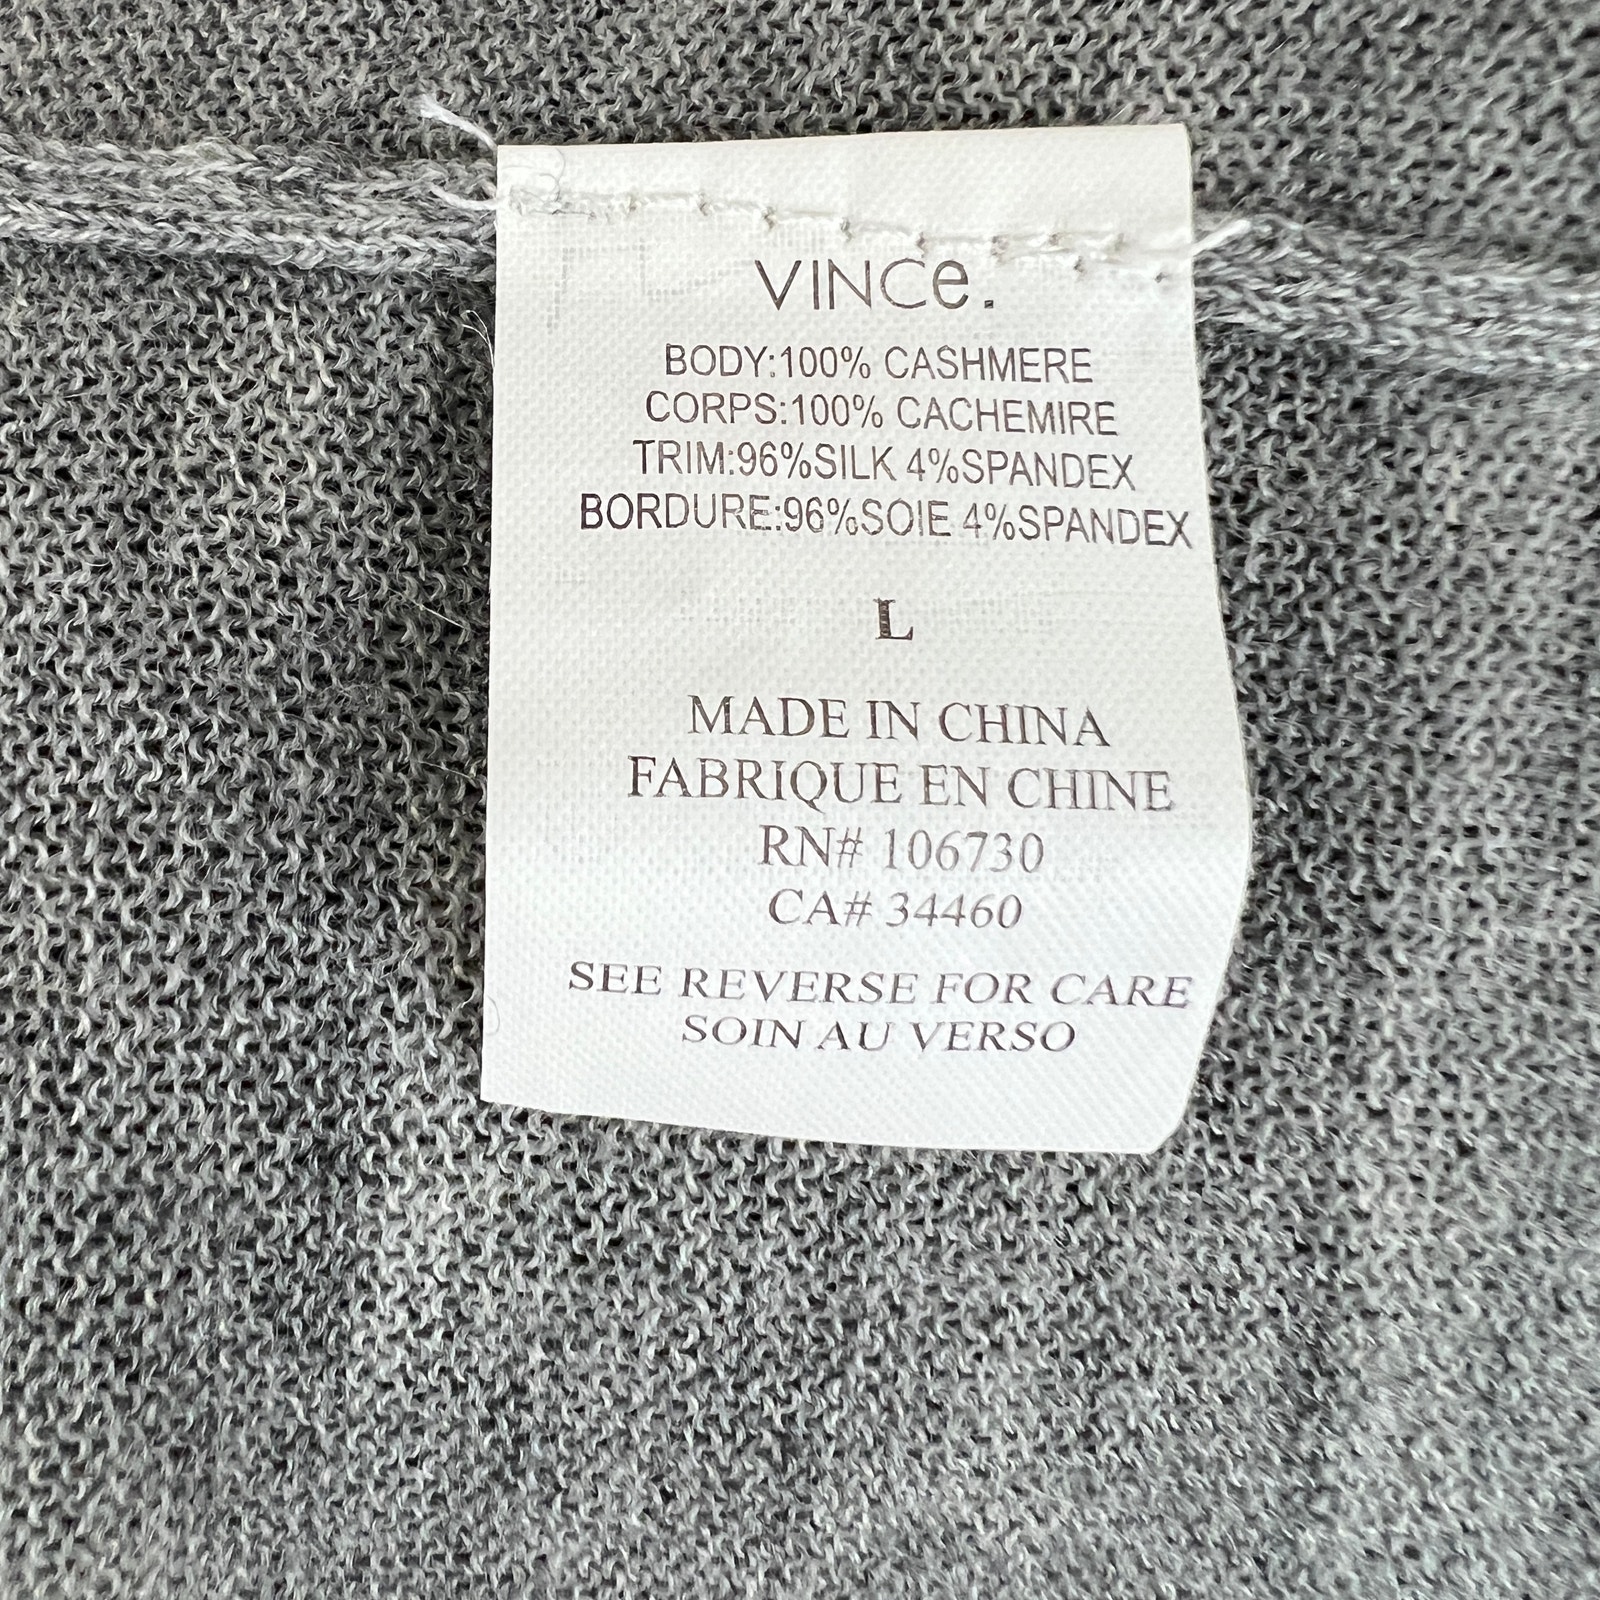 VINCe.
BODY:100% CASHMERE
CORPS:100% CACHEMIRE
TRIM:96%SILK 4%SPANDEX
BORDURE:96%SOIE 4%SPANDEX
L
MADE IN CHINA
FABRIQUE EN CHINE
RN# 106730
CA# 34460
SEE REVERSE FOR CARE
SOIN AU VERSO